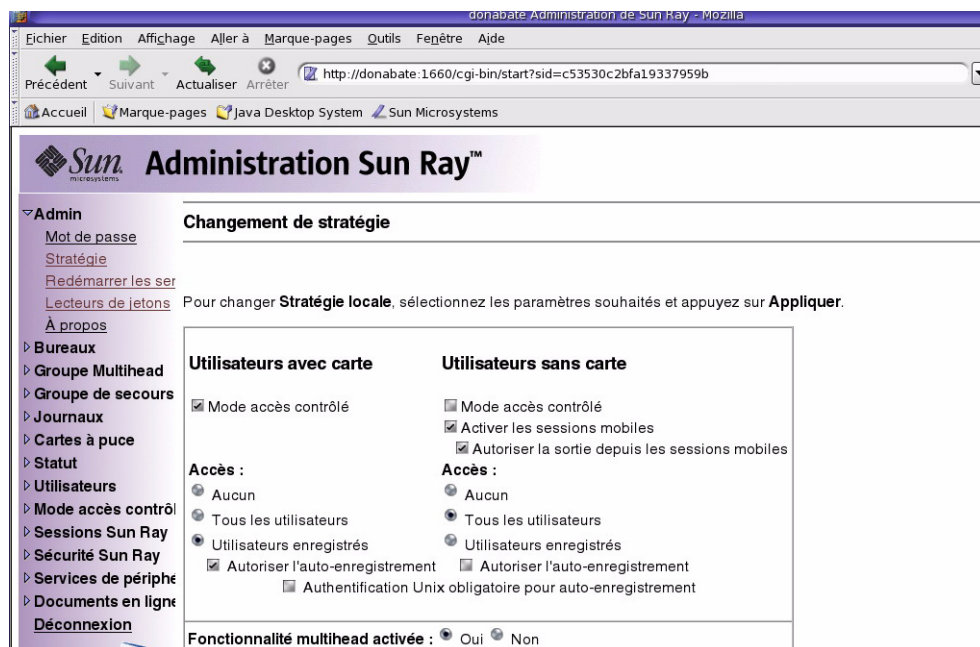 donabate Administration de Sun Ray - Mozilla
Fichier Edition Affichage Aller à Marque-pages Outils Fenêtre Aide
Précédent Suivant Actualiser Arrêter http://donabate:1660/cgi-bin/start?sid=c53530c2bfa19337959b
Accueil Marque-pages Java Desktop System Sun Microsystems
Sun microsystems Administration Sun Ray™
Admin
Mot de passe
Stratégie
Redémarrer les ser
Lecteurs de jetons
À propos
Bureaux
Groupe Multihead
Groupe de secours
Journaux
Cartes à puce
Statut
Utilisateurs
Mode accès contrôl
Sessions Sun Ray
Sécurité Sun Ray
Services de périphé
Documents en ligne
Déconnexion
Changement de stratégie
Pour changer Stratégie locale, sélectionnez les paramètres souhaités et appuyez sur Appliquer.
Utilisateurs avec carte
Mode accès contrôlé
Accès :
Aucun
Tous les utilisateurs
Utilisateurs enregistrés
Autoriser l'auto-enregistrement
Utilisateurs sans carte
Mode accès contrôlé
Activer les sessions mobiles
Autoriser la sortie depuis les sessions mobiles
Accès :
Aucun
Tous les utilisateurs
Utilisateurs enregistrés
Autoriser l'auto-enregistrement
Authentification Unix obligatoire pour auto-enregistrement
Fonctionnalité multihead activée : Oui Non